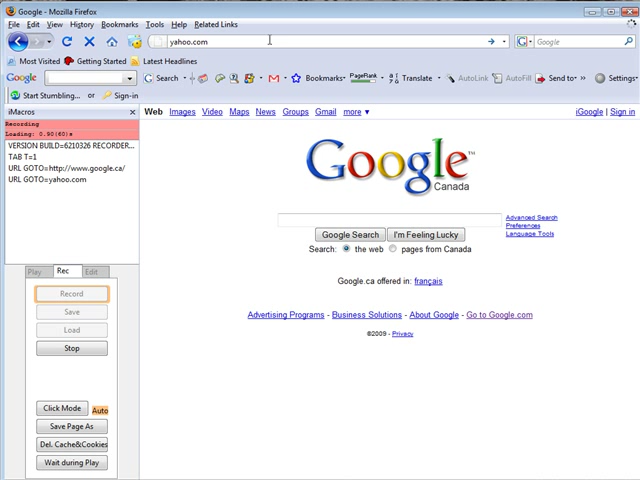 Google - Mozilla Firefox
File Edit View History Bookmarks Tools Help Related Links
yahoo.com
Google
Most Visited Getting Started Latest Headlines
Google Search PageRank Bookmarks Translate AutoLink AutoFill Send to Settings
Start Stumbling... or Sign-in
iMacros
Recording
Loading: 0.90(60)s
VERSION BUILD=6210326 RECORDER...
TAB T=1
URL GOTO=http://www.google.ca/
URL GOTO=yahoo.com
Play Rec Edit
Record
Save
Load
Stop
Click Mode Auto
Save Page As
Del. Cache&Cookies
Wait during Play
Web Images Video Maps News Groups Gmail more ▼
iGoogle | Sign in
Google™
Canada
Advanced Search
Preferences
Language Tools
Google Search I'm Feeling Lucky
Search: the web pages from Canada
Google.ca offered in: français
Advertising Programs - Business Solutions - About Google - Go to Google.com
©2009 - Privacy